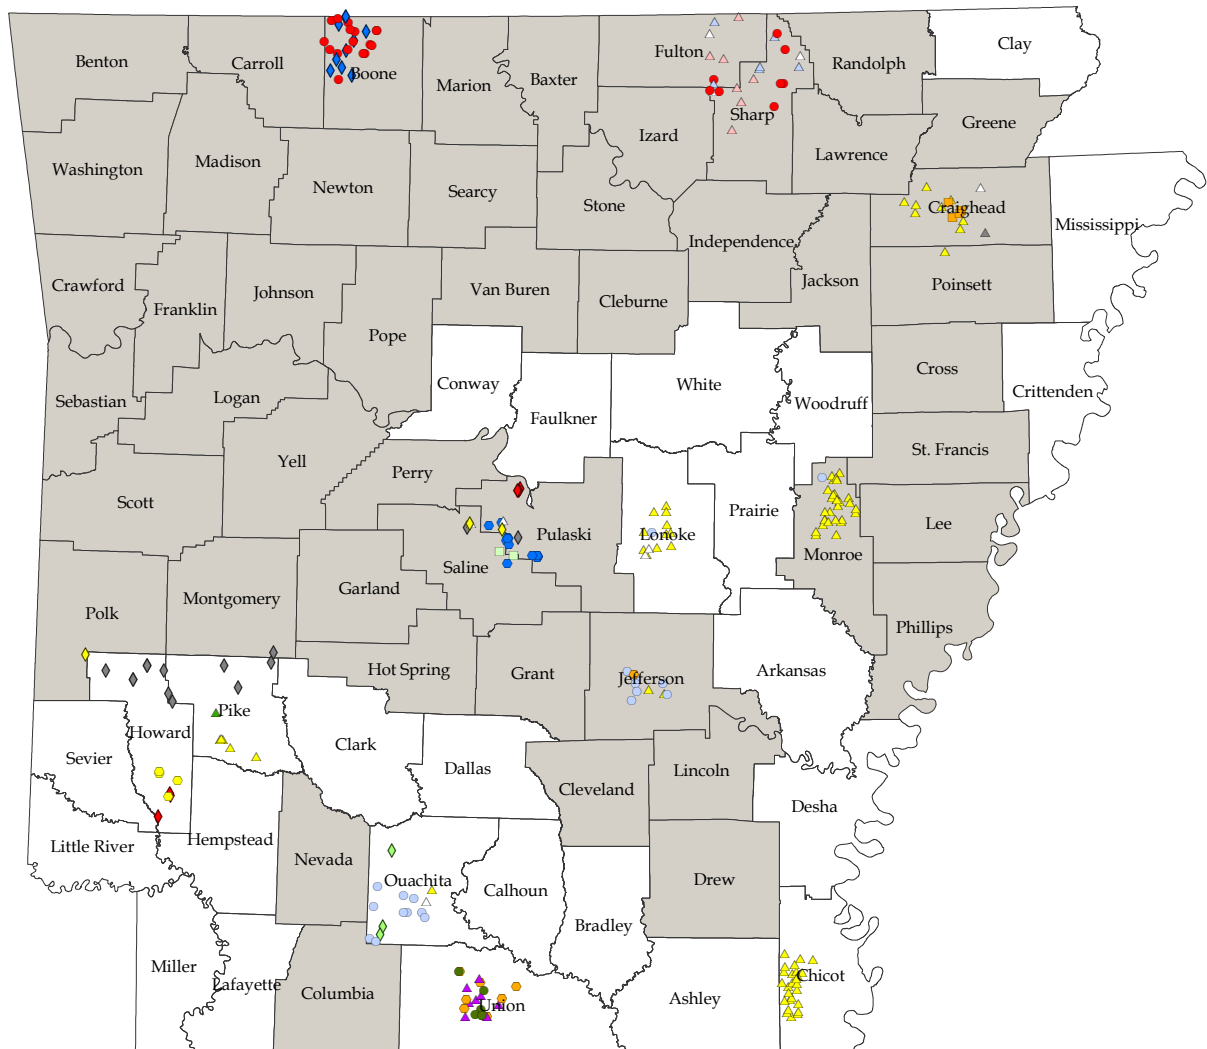 Clay
Benton
Carroll
Boone
Marion
Baxter
Fulton
Randolph
Sharp
Greene
Izard
Lawrence
Washington
Madison
Newton
Searcy
Stone
Craighead
Mississippi
Independence
Crawford
Franklin
Johnson
Pope
Van Buren
Cleburne
Jackson
Poinsett
Conway
White
Cross
Crittenden
Sebastian
Logan
Faulkner
Woodruff
St. Francis
Yell
Perry
Scott
Pulaski
Lonoke
Prairie
Lee
Monroe
Saline
Garland
Montgomery
Polk
Phillips
Hot Spring
Grant
Jefferson
Arkansas
Pike
Howard
Clark
Sevier
Dallas
Lincoln
Cleveland
Desha
Little River
Hempstead
Nevada
Ouachita
Calhoun
Drew
Bradley
Miller
Lafayette
Columbia
Union
Ashley
Chicot